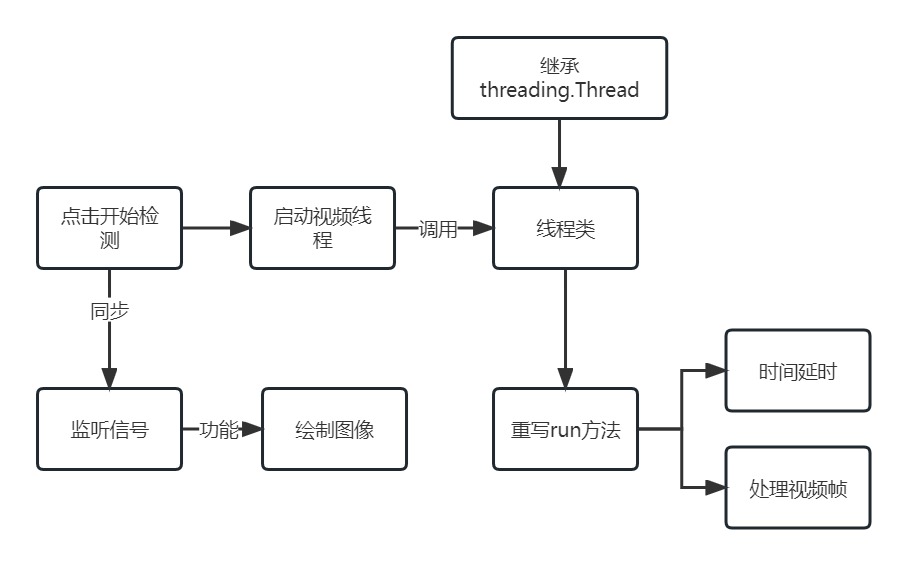 继承
threading.Thread
点击开始检
测
启动视频线
程
调用
线程类
同步
时间延时
监听信号
功能
绘制图像
重写run方法
处理视频帧